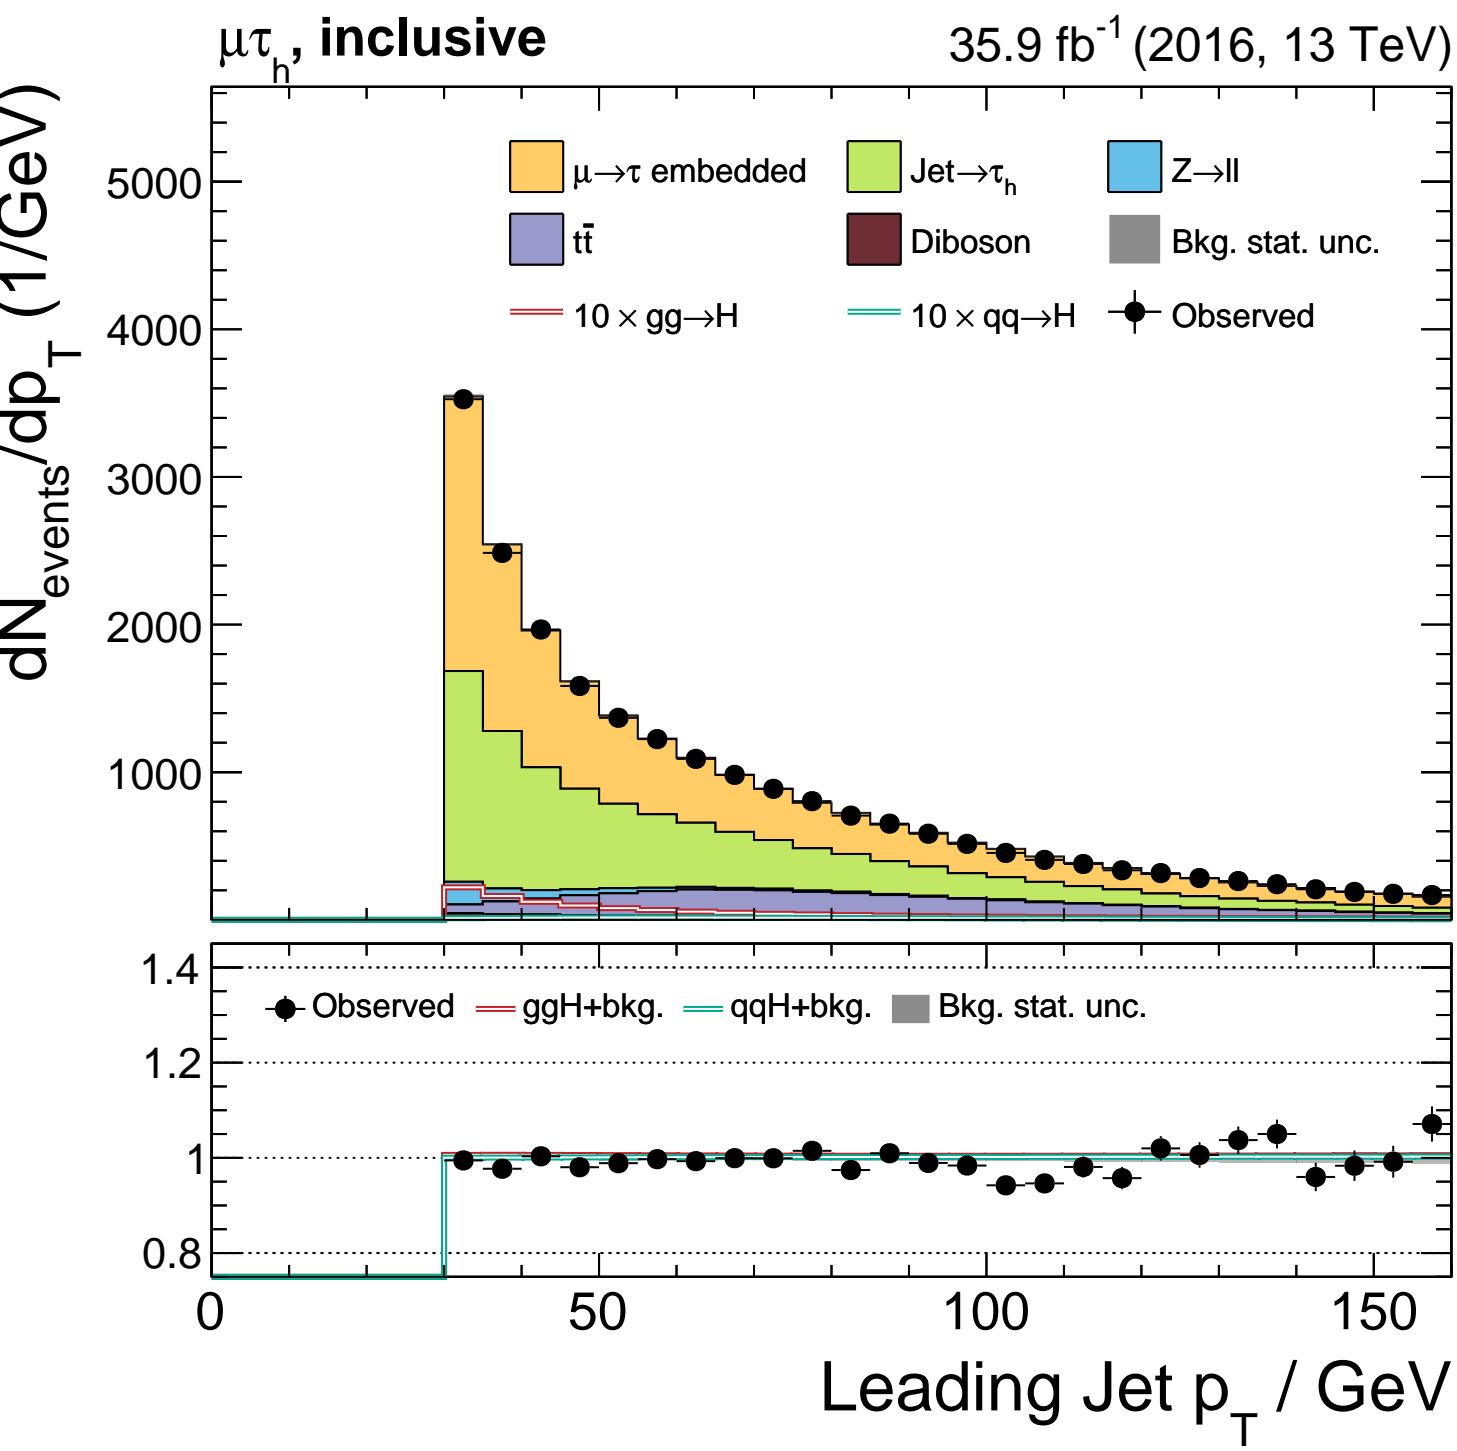 μτh, inclusive
35.9 fb-1 (2016, 13 TeV)
dNevents/dpT (1/GeV)
μ→τ embedded Jet→τh Z→ll
tt̄ Diboson Bkg. stat. unc.
10 × gg→H 10 × qq→H Observed
5000
4000
3000
2000
1000
Observed ggH+bkg. qqH+bkg. Bkg. stat. unc.
1.4
1.2
1
0.8
0 50 100 150
Leading Jet pT / GeV